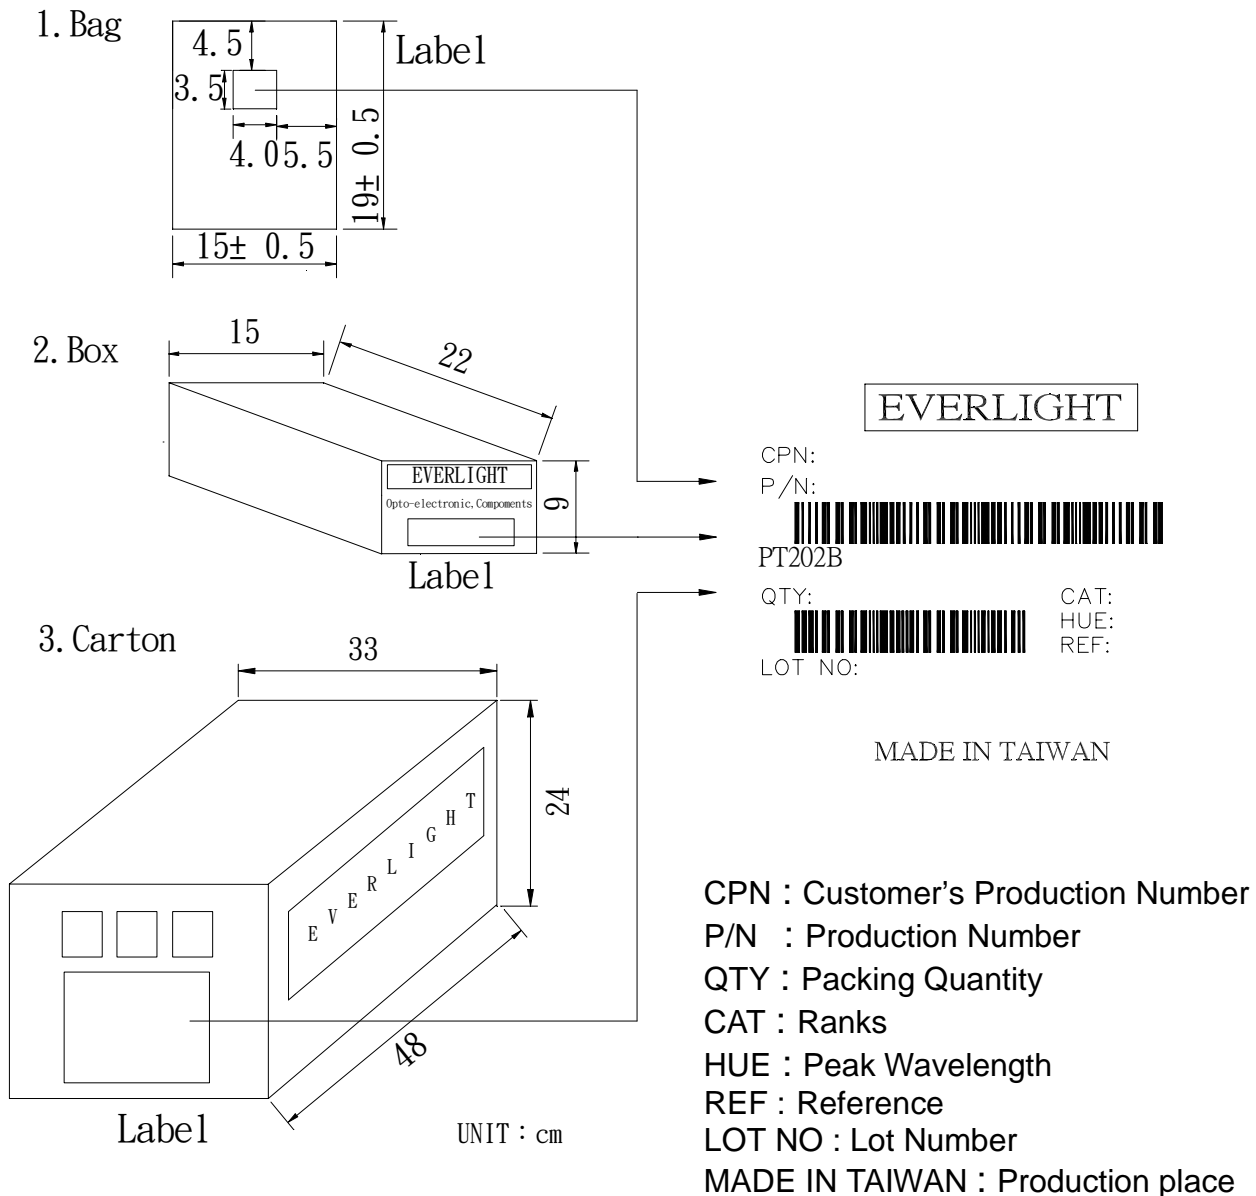 1. Bag
4.5
Label
3.5
4.0 5.5
19± 0.5
15± 0.5
2. Box
15
22
EVERLIGHT
Opto-electronic, Compoments
9
Label
3. Carton
33
24
EVERLIGHT
48
Label
UNIT : cm
EVERLIGHT
CPN:
P/N:
PT202B
QTY:
CAT:
HUE:
REF:
LOT NO:
MADE IN TAIWAN
CPN : Customer's Production Number
P/N : Production Number
QTY : Packing Quantity
CAT : Ranks
HUE : Peak Wavelength
REF : Reference
LOT NO : Lot Number
MADE IN TAIWAN : Production place